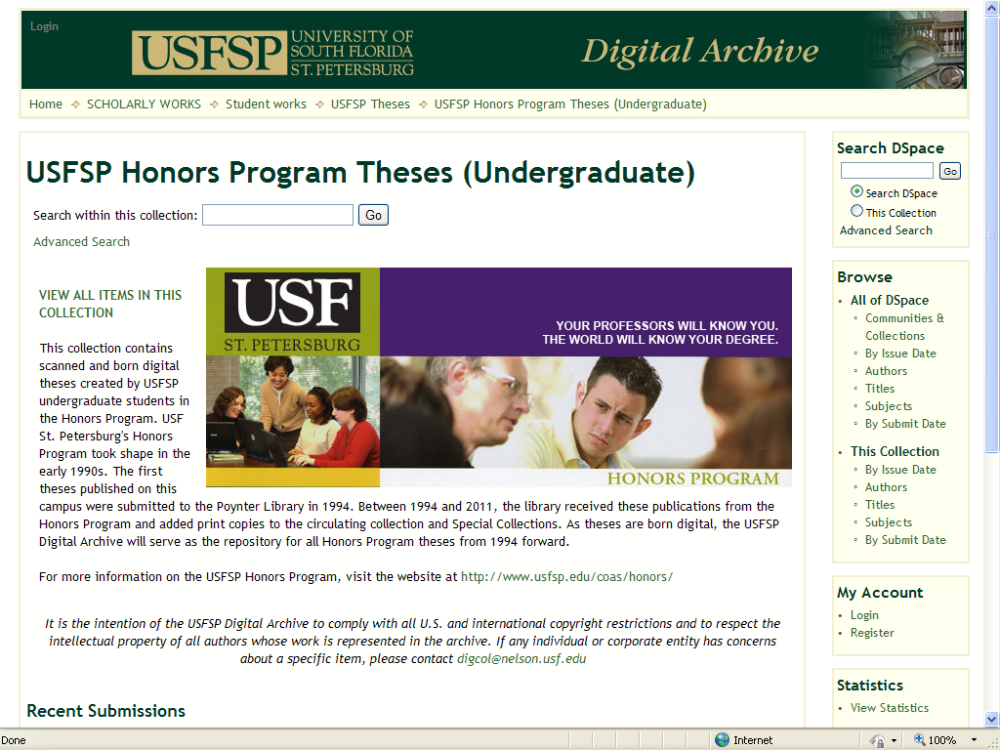 Login
USFSP UNIVERSITY OF
SOUTH FLORIDA
ST. PETERSBURG
Digital Archive
Home SCHOLARLY WORKS Student works USFSP Theses USFSP Honors Program Theses (Undergraduate)
USFSP Honors Program Theses (Undergraduate)
Search within this collection: Go
Advanced Search
VIEW ALL ITEMS IN THIS
COLLECTION
USF
ST. PETERSBURG
YOUR PROFESSORS WILL KNOW YOU.
THE WORLD WILL KNOW YOUR DEGREE.
HONORS PROGRAM
This collection contains
scanned and born digital
theses created by USFSP
undergraduate students in
the Honors Program. USF
St. Petersburg's Honors
Program took shape in the
early 1990s. The first
theses published on this
campus were submitted to the Poynter Library in 1994. Between 1994 and 2011, the library received these publications from the
Honors Program and added print copies to the circulating collection and Special Collections. As theses are born digital, the USFSP
Digital Archive will serve as the repository for all Honors Program theses from 1994 forward.
For more information on the USFSP Honors Program, visit the website at http://www.usfsp.edu/coas/honors/
It is the intention of the USFSP Digital Archive to comply with all U.S. and international copyright restrictions and to respect the
intellectual property of all authors whose work is represented in the archive. If any individual or corporate entity has concerns
about a specific item, please contact digcol@nelson.usf.edu
Recent Submissions
Search DSpace
Go
Search DSpace
This Collection
Advanced Search
Browse
All of DSpace
Communities &
Collections
By Issue Date
Authors
Titles
Subjects
By Submit Date
This Collection
By Issue Date
Authors
Titles
Subjects
By Submit Date
My Account
Login
Register
Statistics
View Statistics
Done
Internet
100%